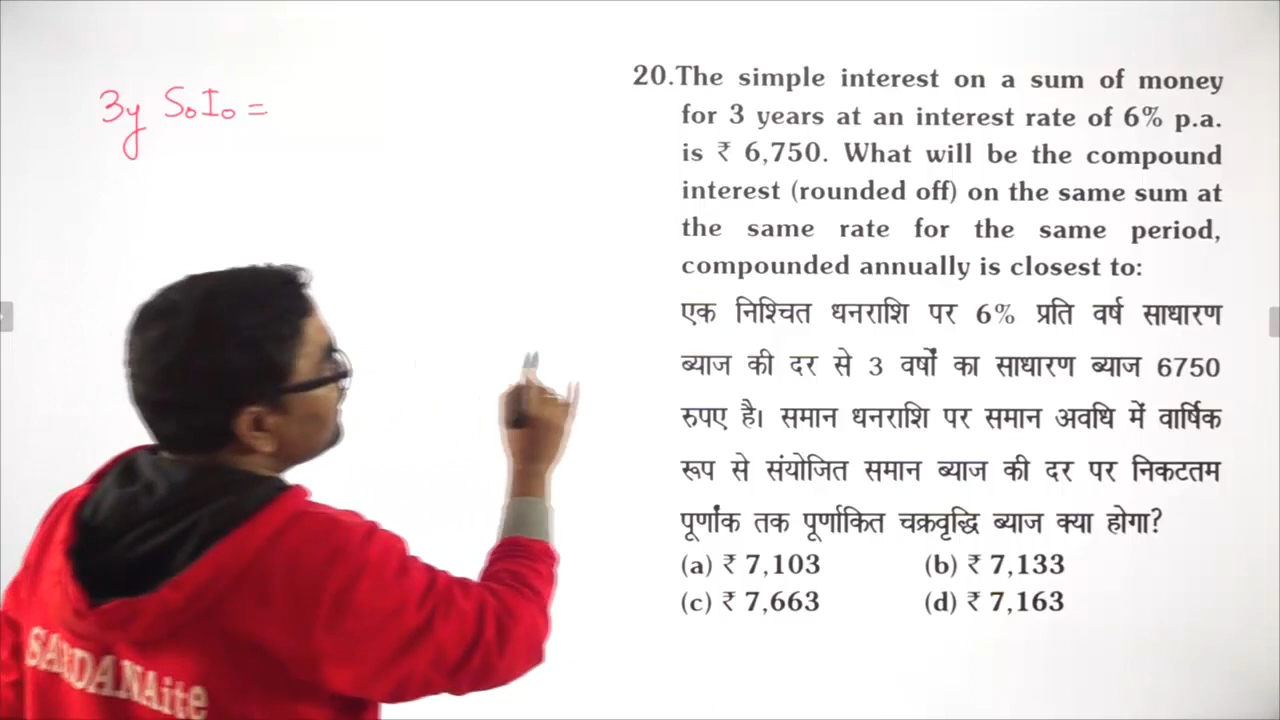 3y S.I. =
20.The simple interest on a sum of money
for 3 years at an interest rate of 6% p.a.
is ₹ 6,750. What will be the compound
interest (rounded off) on the same sum at
the same rate for the same period,
compounded annually is closest to:
एक निश्चित धनराशि पर 6% प्रति वर्ष साधारण
ब्याज की दर से 3 वर्षों का साधारण ब्याज 6750
रुपए है। समान धनराशि पर समान अवधि में वार्षिक
रूप से संयोजित समान ब्याज की दर पर निकटतम
पूर्णांक तक पूर्णांकित चक्रवृद्धि ब्याज क्या होगा?
(a) ₹ 7,103 (b) ₹ 7,133
(c) ₹ 7,663 (d) ₹ 7,163
SARDANAite